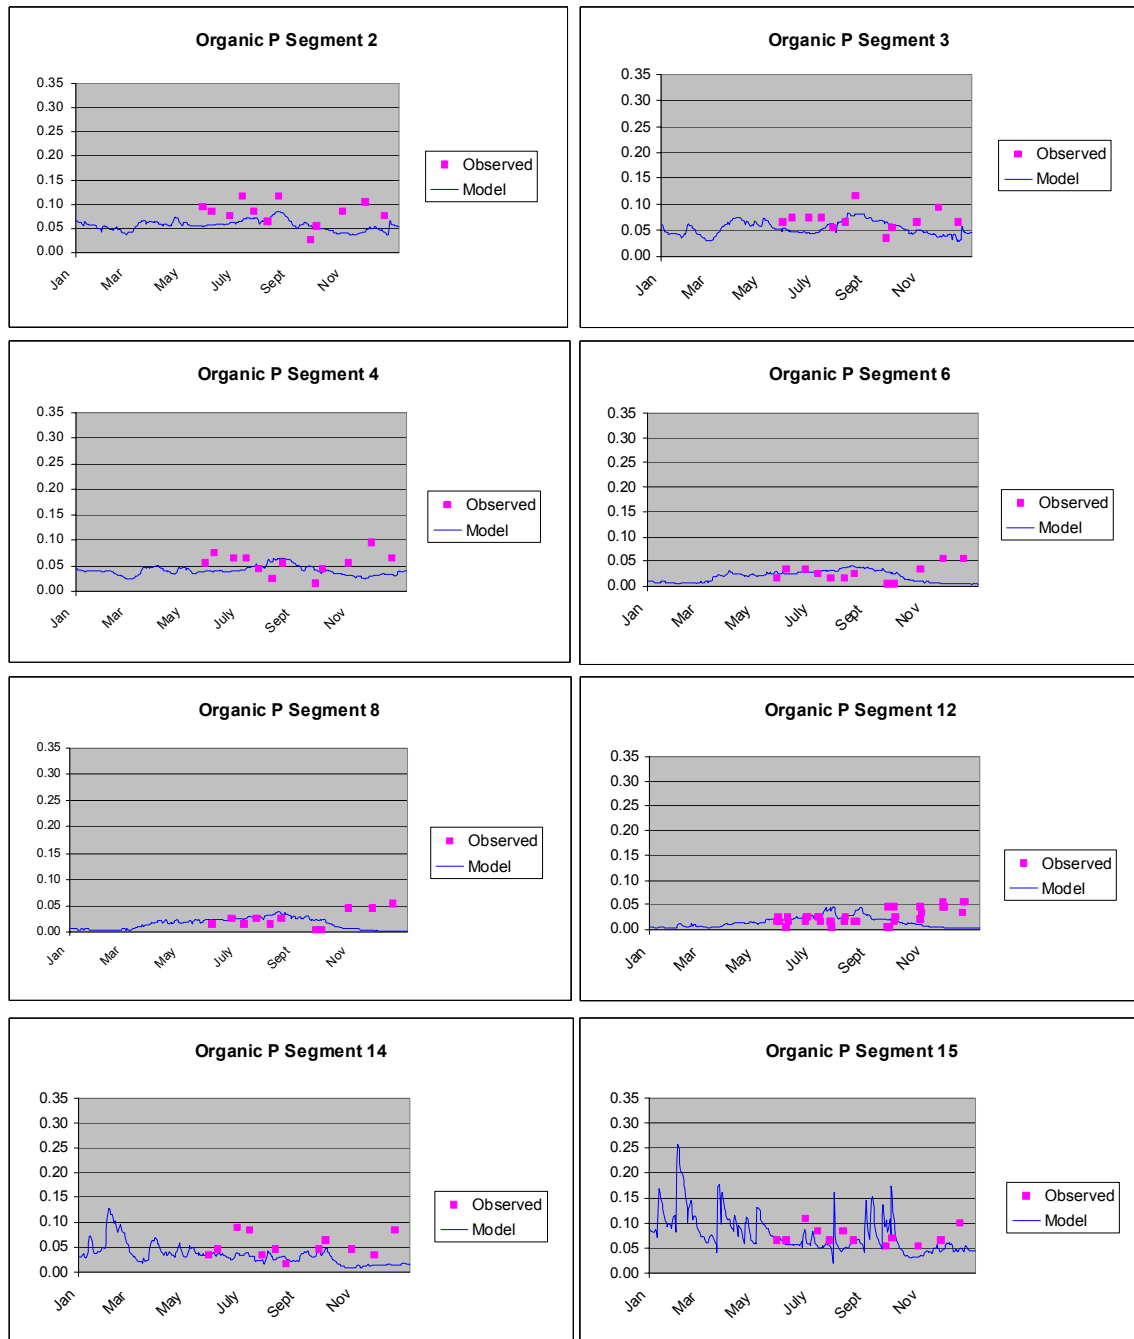 Organic P Segment 2
0.35
0.30
0.25
0.20
0.15
0.10
0.05
0.00
Jan
Mar
May
July
Sept
Nov
Observed
Model
Organic P Segment 3
0.35
0.30
0.25
0.20
0.15
0.10
0.05
0.00
Jan
Mar
May
July
Sept
Nov
Observed
Model
Organic P Segment 4
0.35
0.30
0.25
0.20
0.15
0.10
0.05
0.00
Jan
Mar
May
July
Sept
Nov
Observed
Model
Organic P Segment 6
0.35
0.30
0.25
0.20
0.15
0.10
0.05
0.00
Jan
Mar
May
July
Sept
Nov
Observed
Model
Organic P Segment 8
0.35
0.30
0.25
0.20
0.15
0.10
0.05
0.00
Jan
Mar
May
July
Sept
Nov
Observed
Model
Organic P Segment 12
0.35
0.30
0.25
0.20
0.15
0.10
0.05
0.00
Jan
Mar
May
July
Sept
Nov
Observed
Model
Organic P Segment 14
0.35
0.30
0.25
0.20
0.15
0.10
0.05
0.00
Jan
Mar
May
July
Sept
Nov
Observed
Model
Organic P Segment 15
0.35
0.30
0.25
0.20
0.15
0.10
0.05
0.00
Jan
Mar
May
July
Sept
Nov
Observed
Model